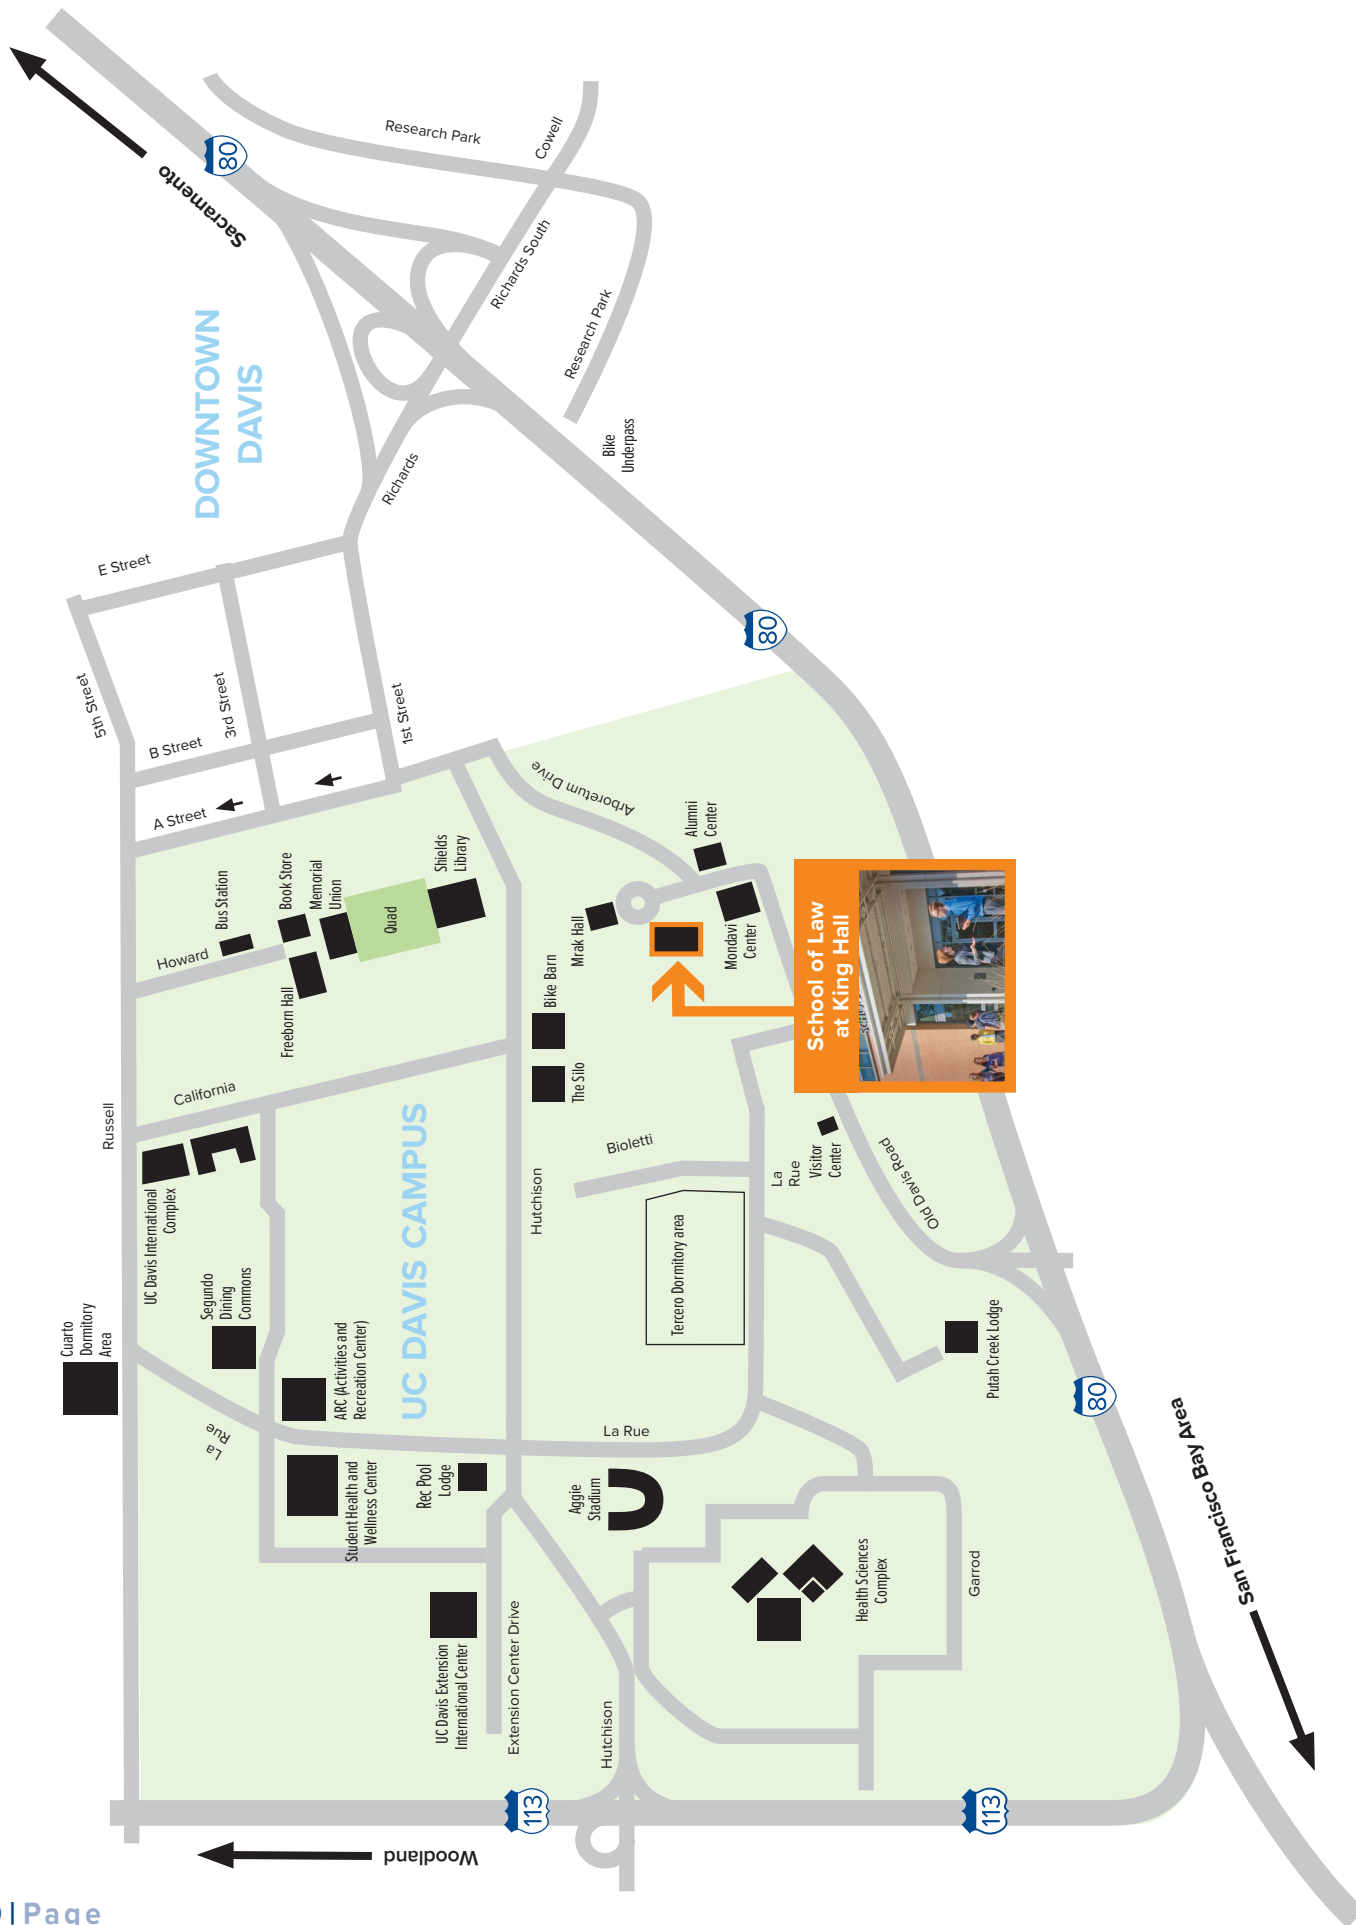 Sacramento
80
Research Park
Cowell
Richards South
Research Park
DOWNTOWN
DAVIS
Richards
Bike
Underpass
E Street
5th Street
3rd Street
B Street
1st Street
A Street
80
Arboretum Drive
Alumni
Center
Bus Station
Book Store
Memorial
Union
Shields
Library
Quad
Howard
Freeborn Hall
Mrak Hall
Mondavi
Center
Bike Barn
The Silo
School of Law
at King Hall
California
Russell
UC Davis International
Complex
UC DAVIS CAMPUS
Hutchison
Bioletti
La
Rue
Visitor
Center
Old Davis Road
Cuarto
Dormitory
Area
Segundo
Dining
Commons
ARC (Activities and
Recreation Center)
Tercero Dormitory area
Putah Creek Lodge
La
Rue
La Rue
80
Student Health and
Wellness Center
Rec Pool
Lodge
Aggie
Stadium
San Francisco Bay Area
Health Sciences
Complex
Garrod
UC Davis Extension
International Center
Extension Center Drive
Hutchison
113
113
Woodland
| Page